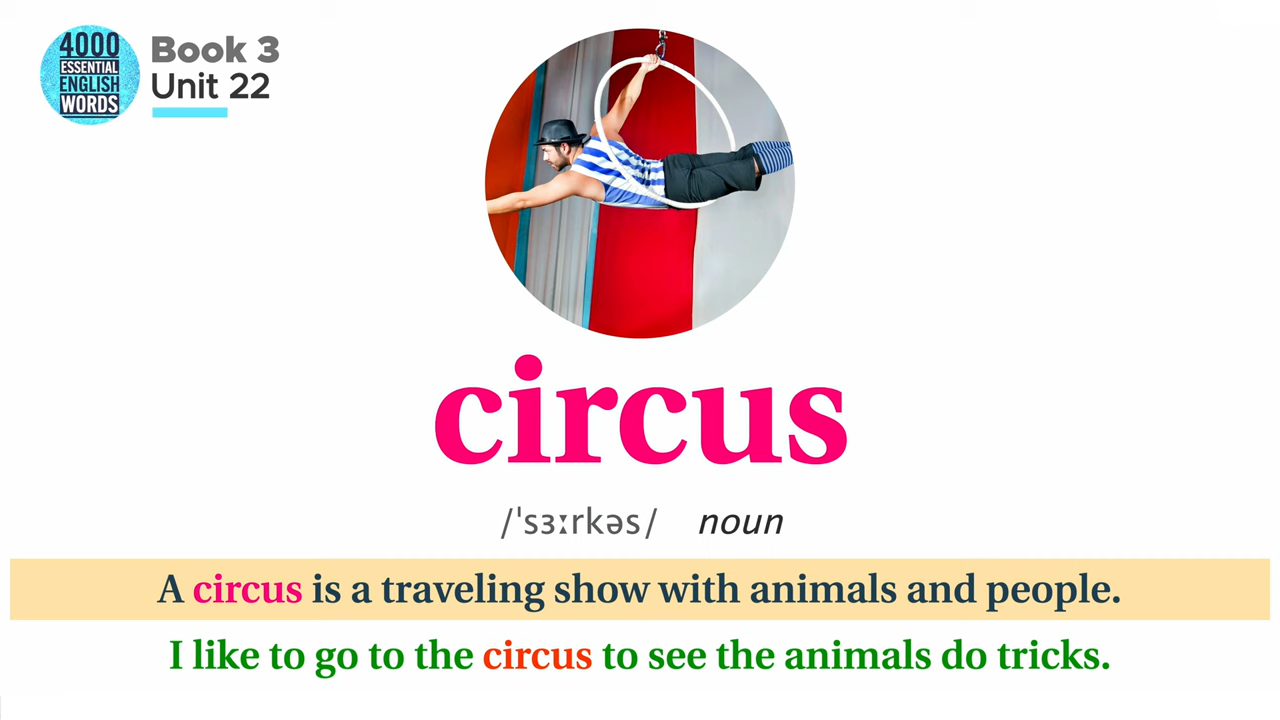 4000
ESSENTIAL
ENGLISH
WORDS
Book 3
Unit 22
circus
/ˈsɜːrkəs/ noun
A circus is a traveling show with animals and people.
I like to go to the circus to see the animals do tricks.